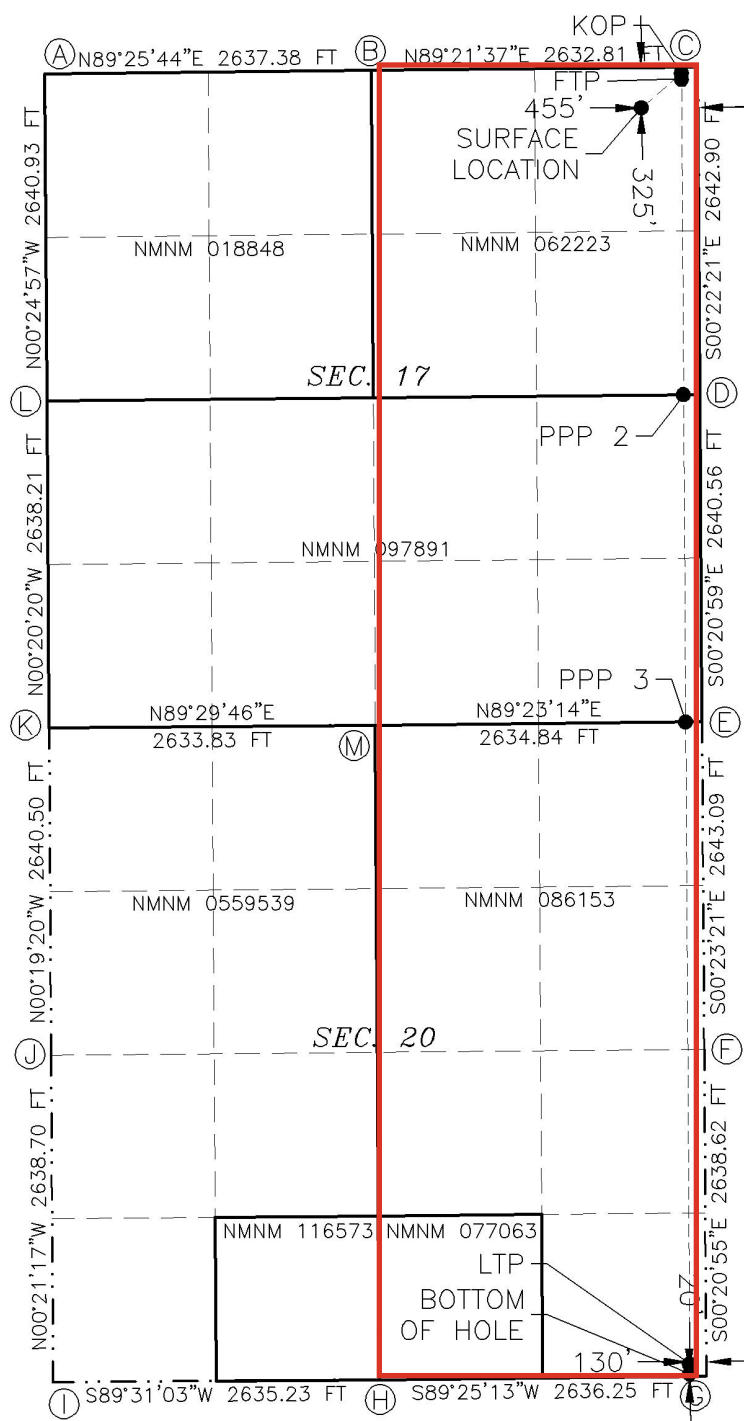 KOP
A
N89°25'44"E 2637.38 FT
B
N89°21'37"E 2632.81 FT
C
FTP
455'
SURFACE
LOCATION
325'
N00°24'57"W 2640.93 FT
S00°22'21"E 2642.90 FT
NMNM 018848
NMNM 062223
SEC. 17
L
D
PPP 2
N00°20'20"W 2638.21 FT
S00°20'59"E 2640.56 FT
NMNM 097891
PPP 3
N89°29'46"E
N89°23'14"E
K
E
2633.83 FT
M
2634.84 FT
N00°19'20"W 2640.50 FT
S00°23'21"E 2643.09 FT
NMNM 0559539
NMNM 086153
SEC. 20
J
F
N00°21'17"W 2638.70 FT
S00°20'55"E 2638.62 FT
NMNM 116573
NMNM 077063
LTP
BOTTOM
OF HOLE
20'
130'
I
S89°31'03"W 2635.23 FT
H
S89°25'13"W 2636.25 FT
G